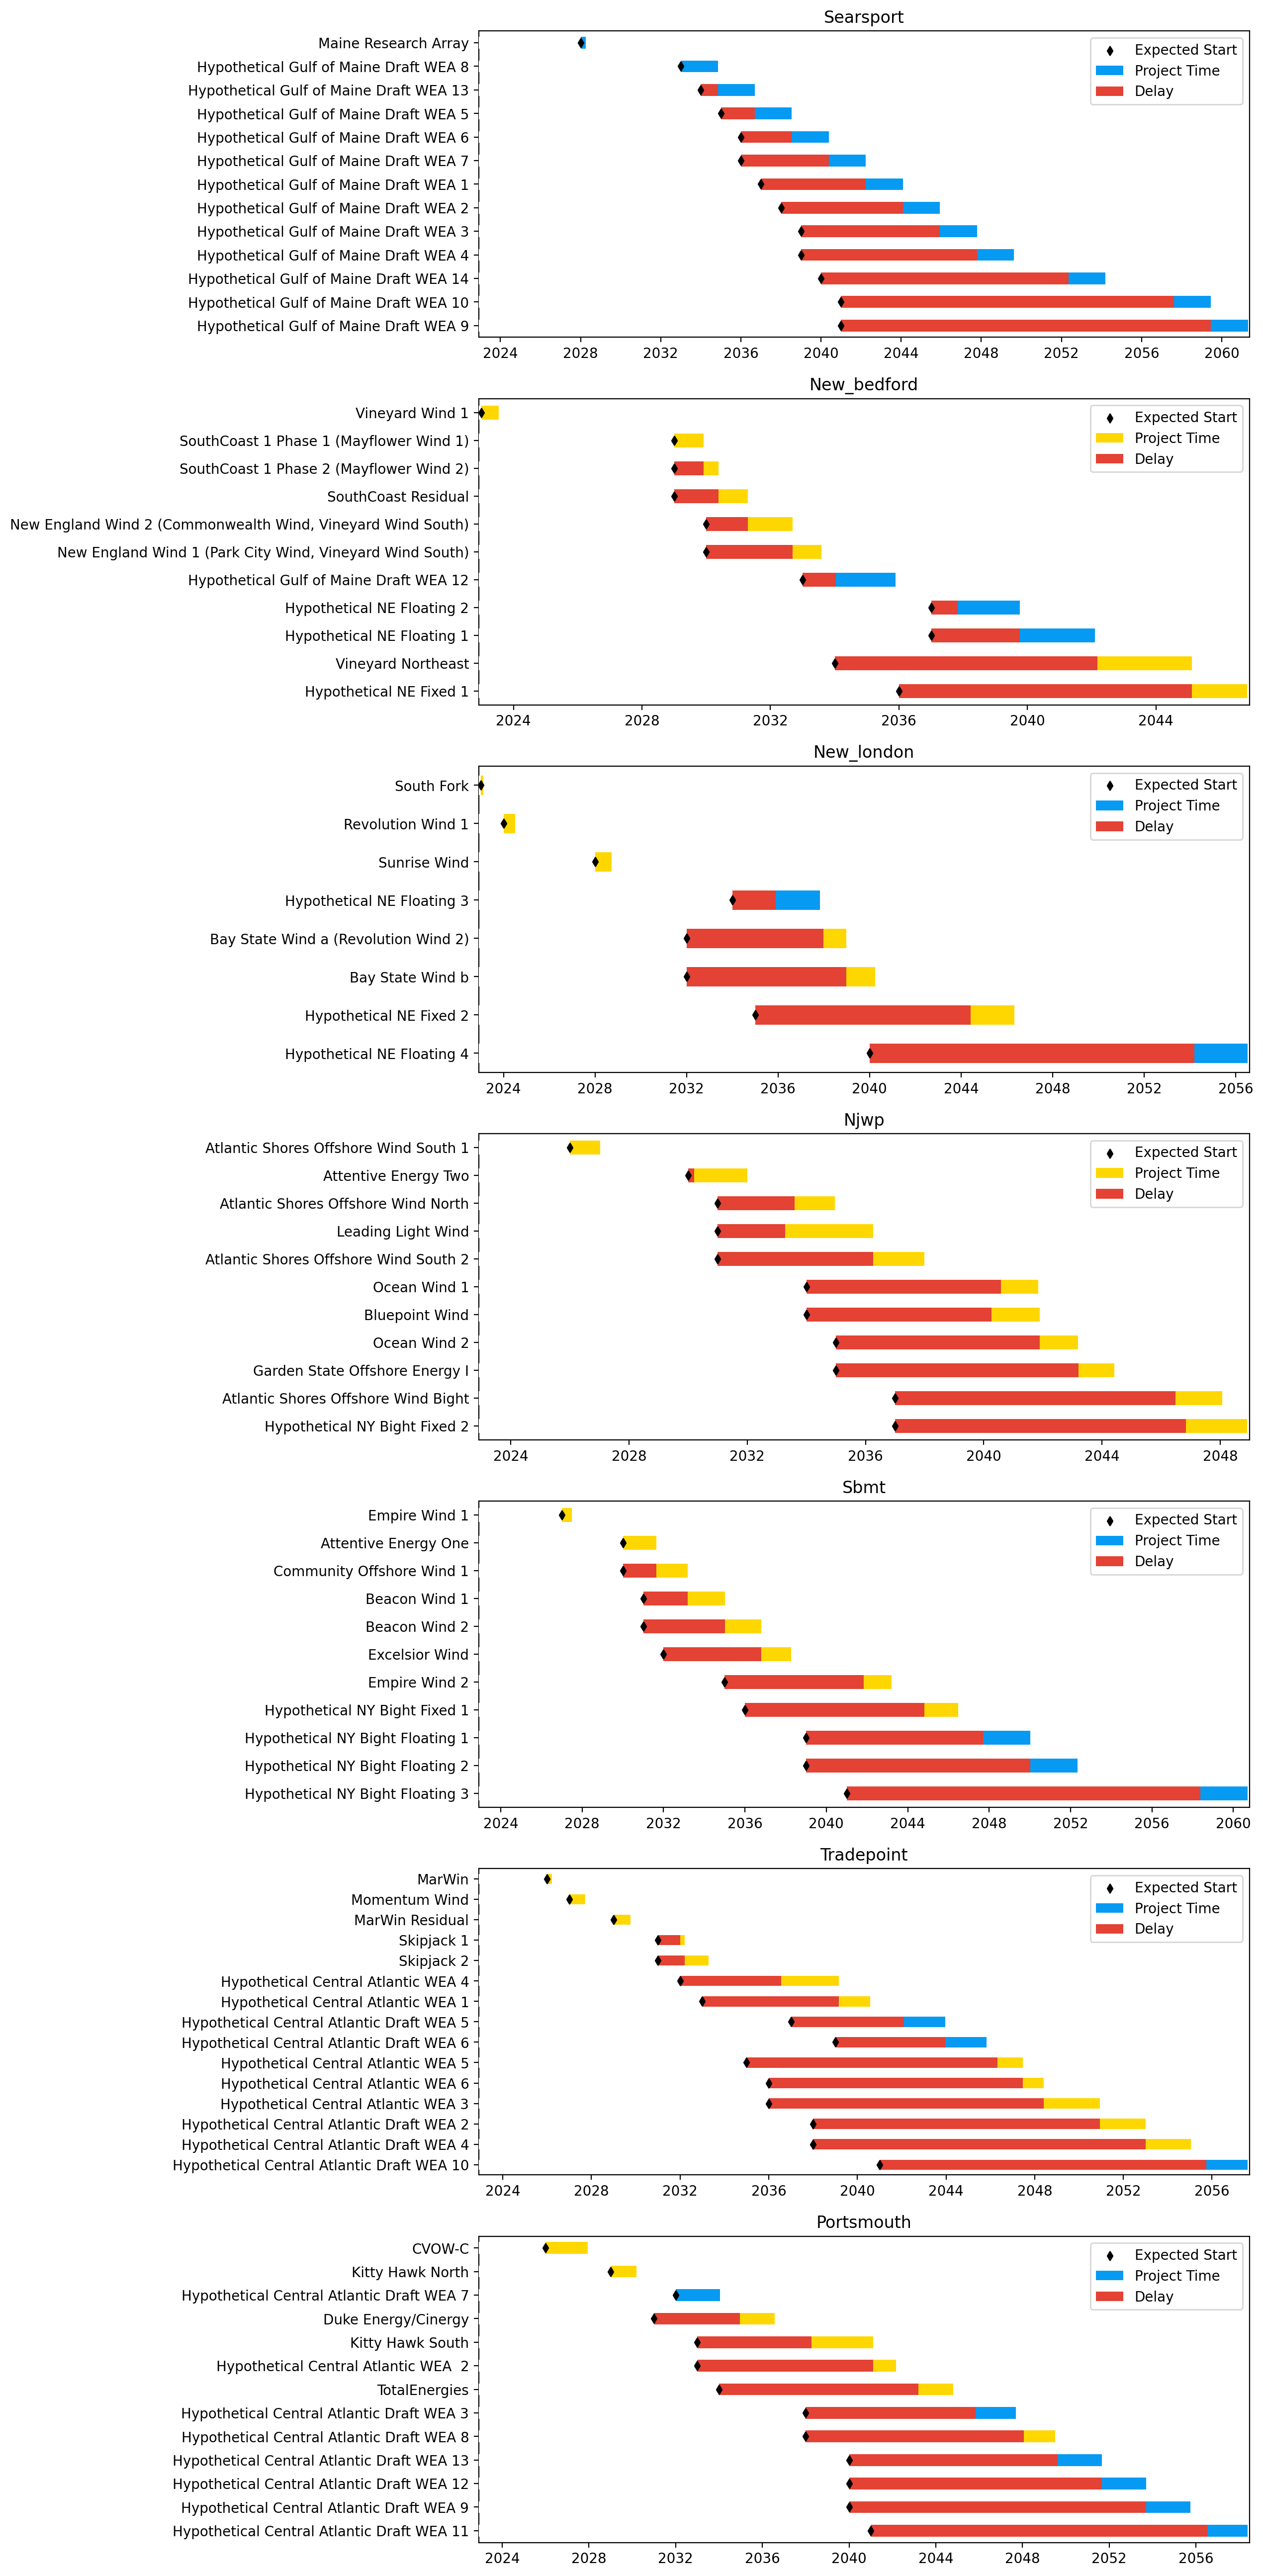 Searsport
Maine Research Array
Hypothetical Gulf of Maine Draft WEA 8
Hypothetical Gulf of Maine Draft WEA 13
Hypothetical Gulf of Maine Draft WEA 5
Hypothetical Gulf of Maine Draft WEA 6
Hypothetical Gulf of Maine Draft WEA 7
Hypothetical Gulf of Maine Draft WEA 1
Hypothetical Gulf of Maine Draft WEA 2
Hypothetical Gulf of Maine Draft WEA 3
Hypothetical Gulf of Maine Draft WEA 4
Hypothetical Gulf of Maine Draft WEA 14
Hypothetical Gulf of Maine Draft WEA 10
Hypothetical Gulf of Maine Draft WEA 9
Expected Start
Project Time
Delay
2024 2028 2032 2036 2040 2044 2048 2052 2056 2060
New_bedford
Vineyard Wind 1
SouthCoast 1 Phase 1 (Mayflower Wind 1)
SouthCoast 1 Phase 2 (Mayflower Wind 2)
SouthCoast Residual
New England Wind 2 (Commonwealth Wind, Vineyard Wind South)
New England Wind 1 (Park City Wind, Vineyard Wind South)
Hypothetical Gulf of Maine Draft WEA 12
Hypothetical NE Floating 2
Hypothetical NE Floating 1
Vineyard Northeast
Hypothetical NE Fixed 1
Expected Start
Project Time
Delay
2024 2028 2032 2036 2040 2044
New_london
South Fork
Revolution Wind 1
Sunrise Wind
Hypothetical NE Floating 3
Bay State Wind a (Revolution Wind 2)
Bay State Wind b
Hypothetical NE Fixed 2
Hypothetical NE Floating 4
Expected Start
Project Time
Delay
2024 2028 2032 2036 2040 2044 2048 2052 2056
Njwp
Atlantic Shores Offshore Wind South 1
Attentive Energy Two
Atlantic Shores Offshore Wind North
Leading Light Wind
Atlantic Shores Offshore Wind South 2
Ocean Wind 1
Bluepoint Wind
Ocean Wind 2
Garden State Offshore Energy I
Atlantic Shores Offshore Wind Bight
Hypothetical NY Bight Fixed 2
Expected Start
Project Time
Delay
2024 2028 2032 2036 2040 2044 2048
Sbmt
Empire Wind 1
Attentive Energy One
Community Offshore Wind 1
Beacon Wind 1
Beacon Wind 2
Excelsior Wind
Empire Wind 2
Hypothetical NY Bight Fixed 1
Hypothetical NY Bight Floating 1
Hypothetical NY Bight Floating 2
Hypothetical NY Bight Floating 3
Expected Start
Project Time
Delay
2024 2028 2032 2036 2040 2044 2048 2052 2056 2060
Tradepoint
MarWin
Momentum Wind
MarWin Residual
Skipjack 1
Skipjack 2
Hypothetical Central Atlantic WEA 4
Hypothetical Central Atlantic WEA 1
Hypothetical Central Atlantic Draft WEA 5
Hypothetical Central Atlantic Draft WEA 6
Hypothetical Central Atlantic WEA 5
Hypothetical Central Atlantic WEA 6
Hypothetical Central Atlantic WEA 3
Hypothetical Central Atlantic Draft WEA 2
Hypothetical Central Atlantic Draft WEA 4
Hypothetical Central Atlantic Draft WEA 10
Expected Start
Project Time
Delay
2024 2028 2032 2036 2040 2044 2048 2052 2056
Portsmouth
CVOW-C
Kitty Hawk North
Hypothetical Central Atlantic Draft WEA 7
Duke Energy/Cinergy
Kitty Hawk South
Hypothetical Central Atlantic WEA  2
TotalEnergies
Hypothetical Central Atlantic Draft WEA 3
Hypothetical Central Atlantic Draft WEA 8
Hypothetical Central Atlantic Draft WEA 13
Hypothetical Central Atlantic Draft WEA 12
Hypothetical Central Atlantic Draft WEA 9
Hypothetical Central Atlantic Draft WEA 11
Expected Start
Project Time
Delay
2024 2028 2032 2036 2040 2044 2048 2052 2056